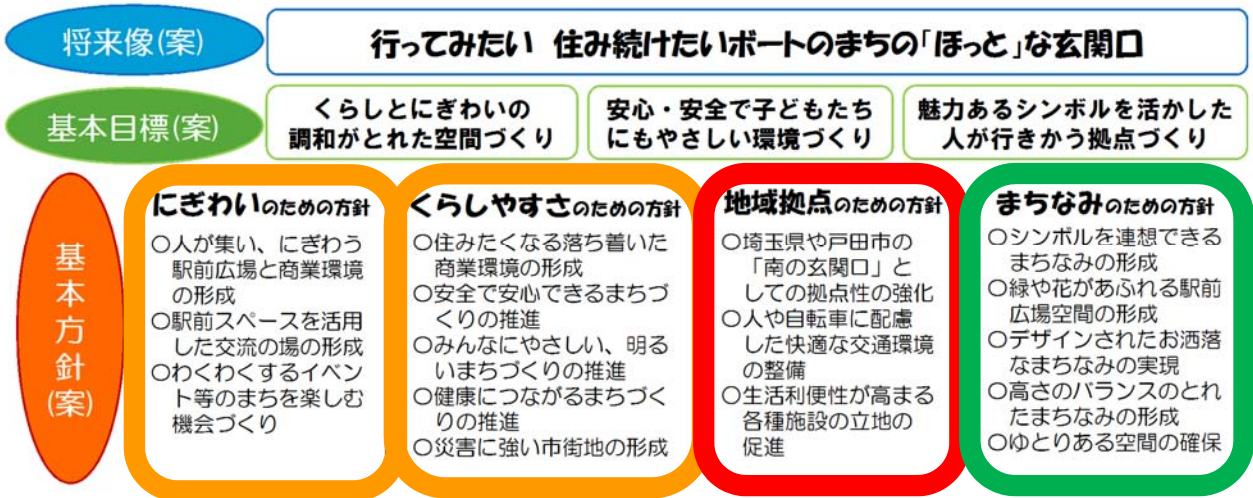 将来像(案)
行ってみたい 住み続けたいボートのまちの「ほっと」な玄関口
基本目標(案)
くらしとにぎわいの
調和がとれた空間づくり
安心・安全で子どもたち
にもやさしい環境づくり
魅力あるシンボルを活かした
人が行きかう拠点づくり
基本方針(案)
にぎわいのための方針
○人が集い、にぎわう
駅前広場と商業環境
の形成
○駅前スペースを活用
した交流の場の形成
○わくわくするイベン
ト等のまちを楽しむ
機会づくり
くらしやすさのための方針
○住みたくなる落ち着いた
商業環境の形成
○安全で安心できるまちづ
くりの推進
○みんなにやさしい、明る
いまちづくりの推進
○健康につながるまちづく
りの推進
○災害に強い市街地の形成
地域拠点のための方針
○埼玉県や戸田市の
「南の玄関口」と
しての拠点性の強化
○人や自転車に配慮
した快適な交通環境
の整備
○生活利便性が高まる
各種施設の立地の
促進
まちなみのための方針
○シンボルを連想できる
まちなみの形成
○緑や花があふれる駅前
広場空間の形成
○デザインされたお洒落
なまちなみの実現
○高さのバランスのとれ
たまちなみの形成
○ゆとりある空間の確保